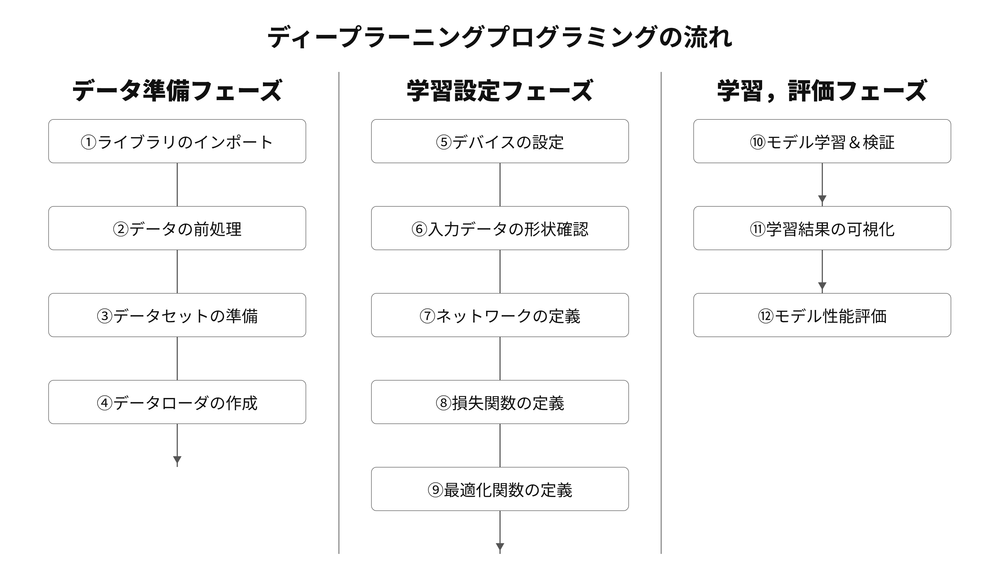 ディープラーニングプログラミングの流れ
データ準備フェーズ
①ライブラリのインポート
②データの前処理
③データセットの準備
④データローダの作成
学習設定フェーズ
⑤デバイスの設定
⑥入力データの形状確認
⑦ネットワークの定義
⑧損失関数の定義
⑨最適化関数の定義
学習，評価フェーズ
⑩モデル学習＆検証
⑪学習結果の可視化
⑫モデル性能評価